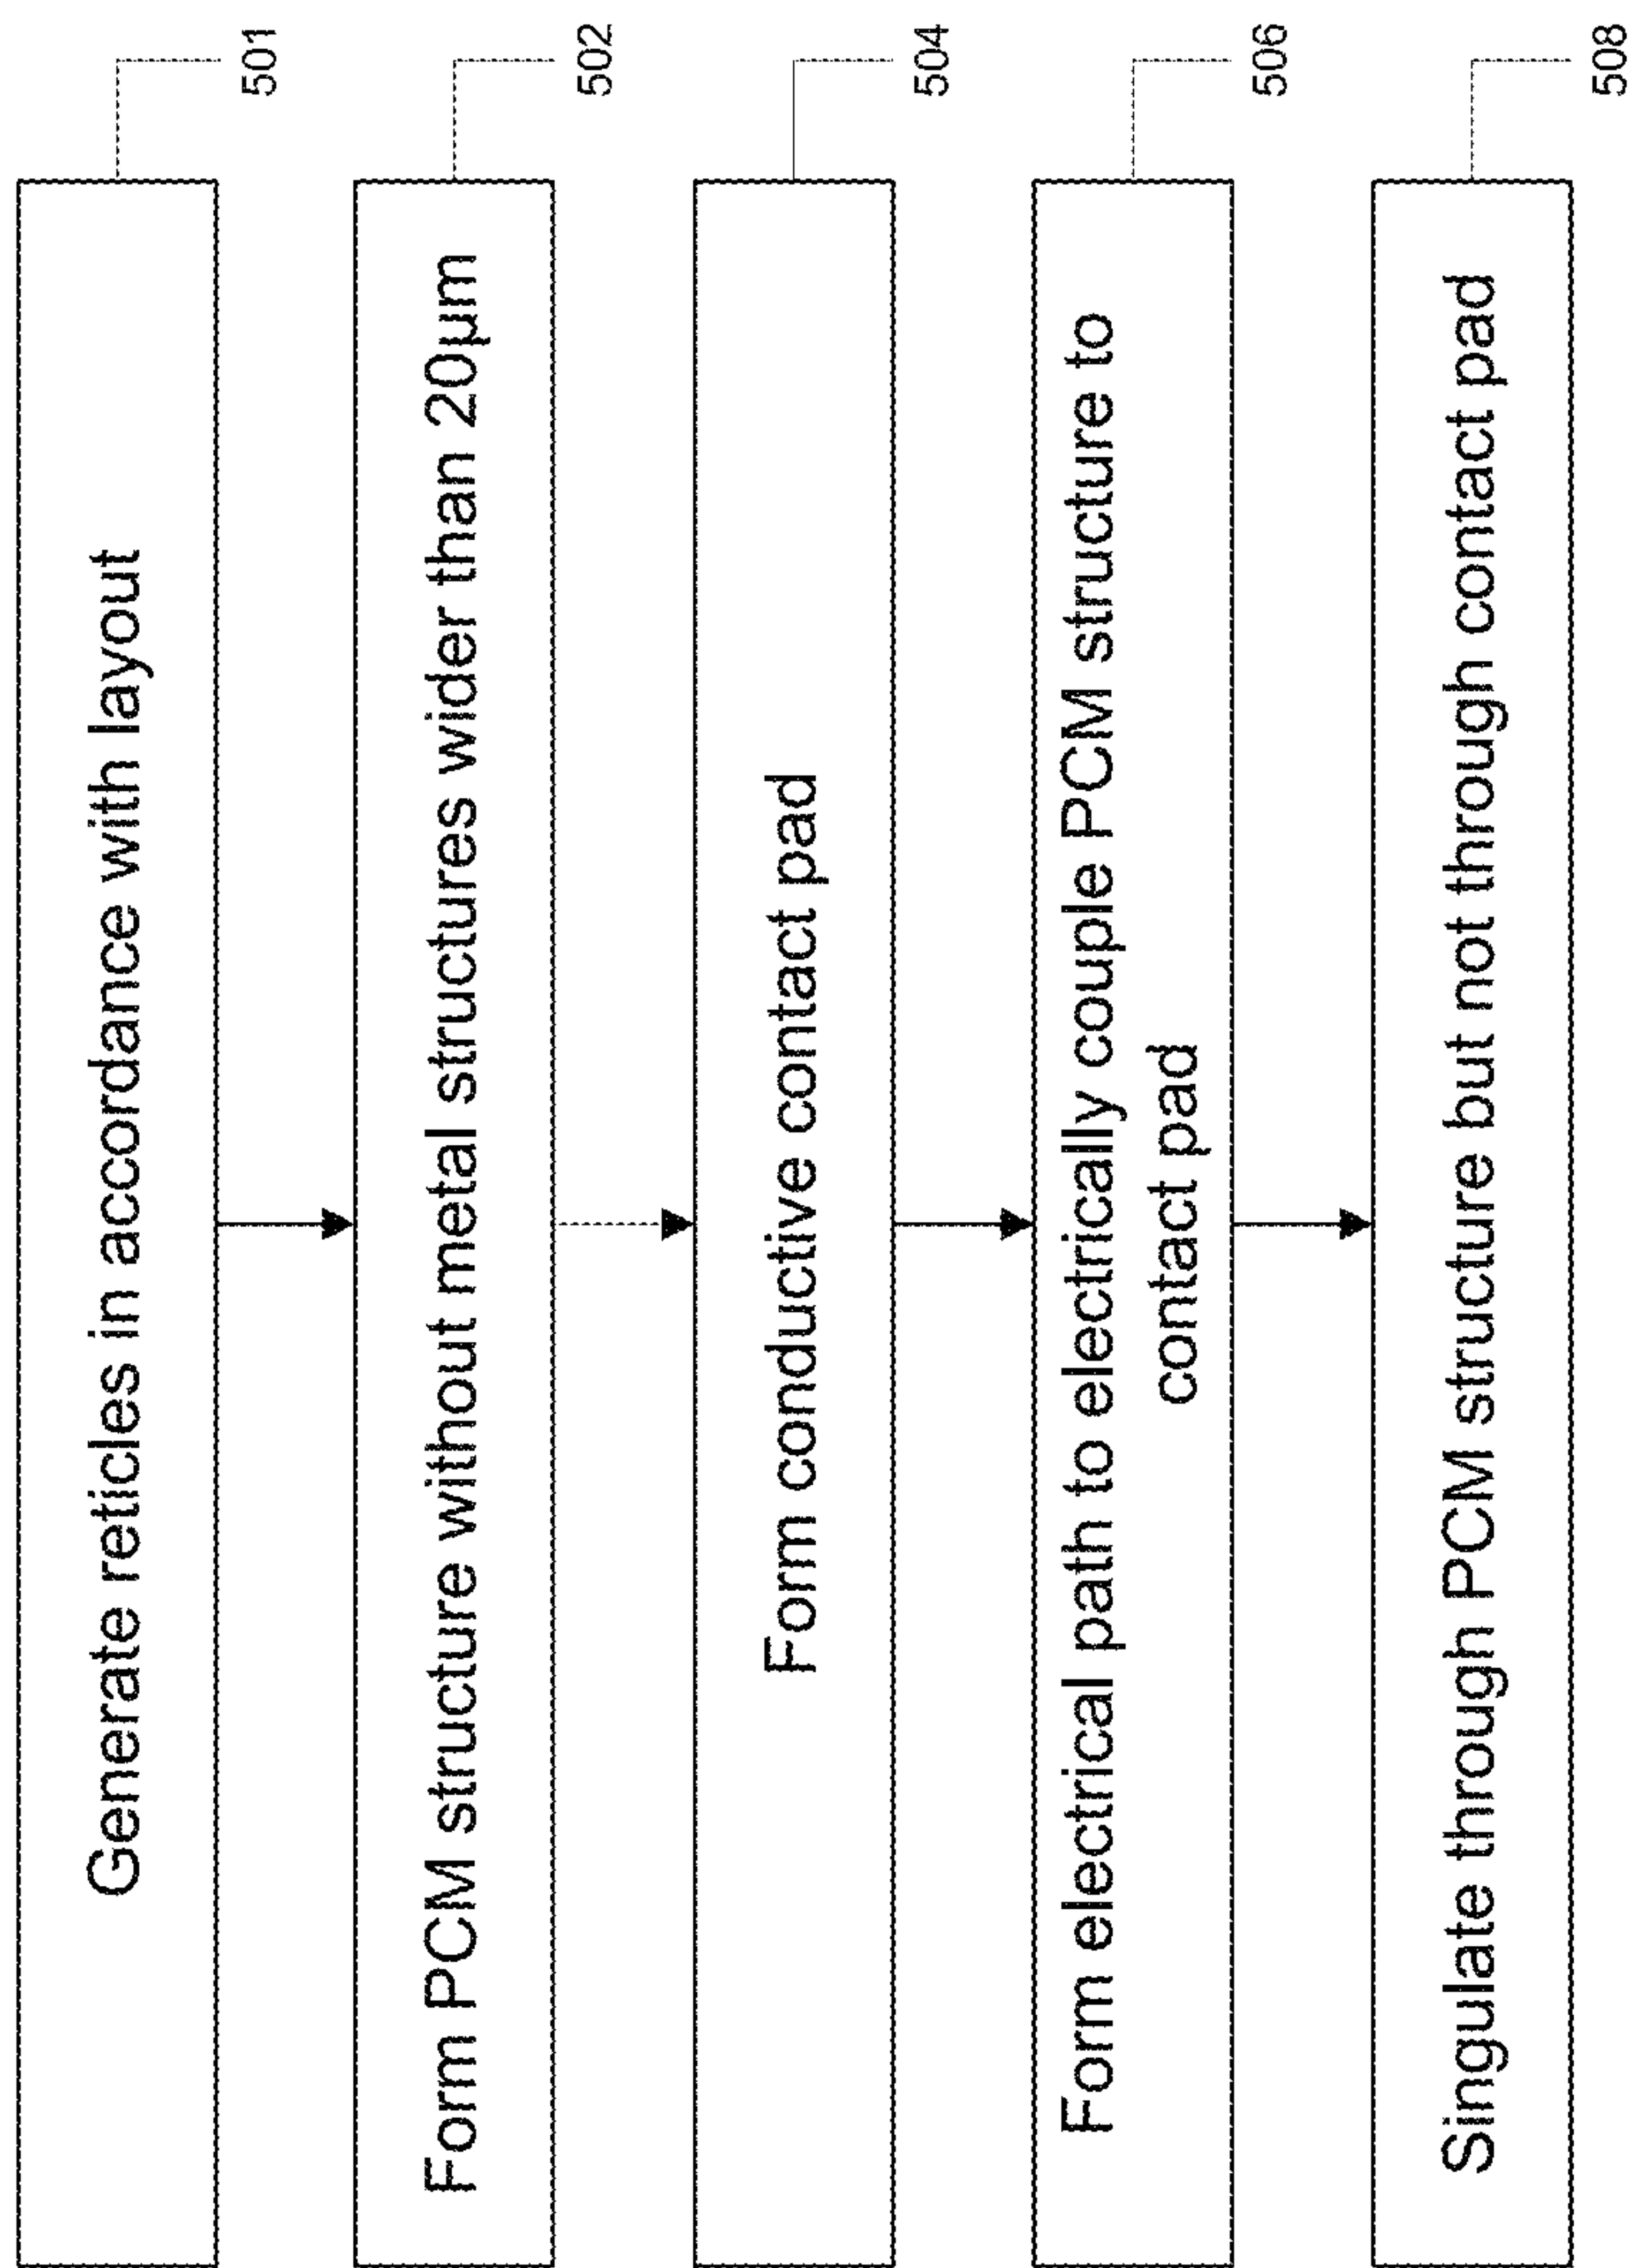 Generate reticles in accordance with layout
501
Form PCM structure without metal structures wider than 20µm
502
Form conductive contact pad
504
Form electrical path to electrically couple PCM structure to
contact pad
506
Singulate through PCM structure but not through contact pad
508